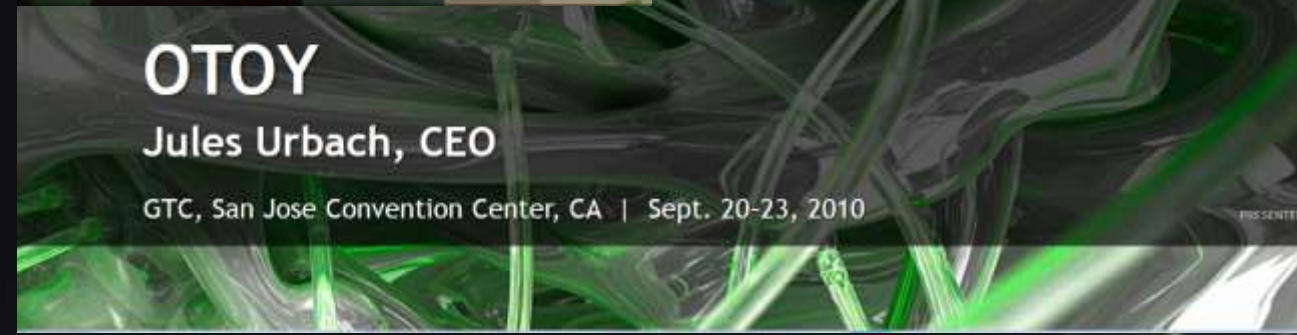 OTOY
Jules Urbach, CEO
GTC, San Jose Convention Center, CA | Sept. 20-23, 2010